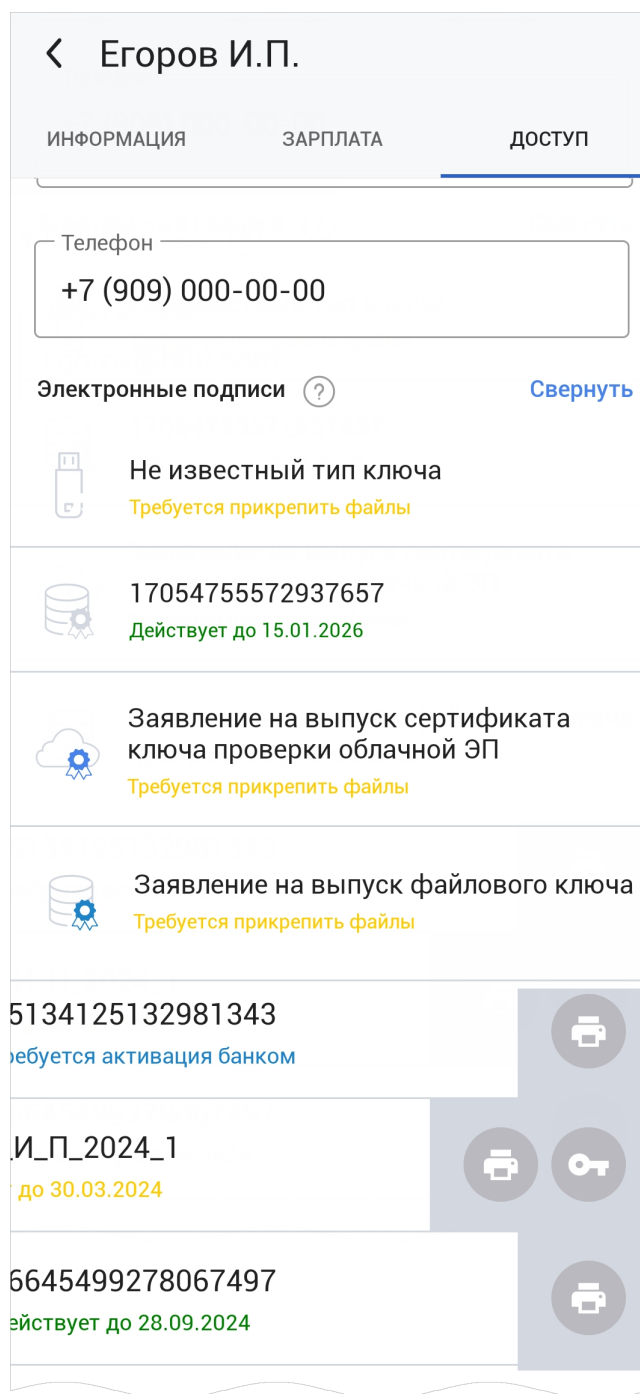 Егоров И.П.
ИНФОРМАЦИЯ ЗАРПЛАТА ДОСТУП
Телефон
+7 (909) 000-00-00
Электронные подписи ? Свернуть
Не известный тип ключа
Требуется прикрепить файлы
17054755572937657
Действует до 15.01.2026
Заявление на выпуск сертификата
ключа проверки облачной ЭП
Требуется прикрепить файлы
Заявление на выпуск файлового ключа
Требуется прикрепить файлы
5134125132981343
ребуется активация банком
_И_П_2024_1
до 30.03.2024
6645499278067497
ействует до 28.09.2024